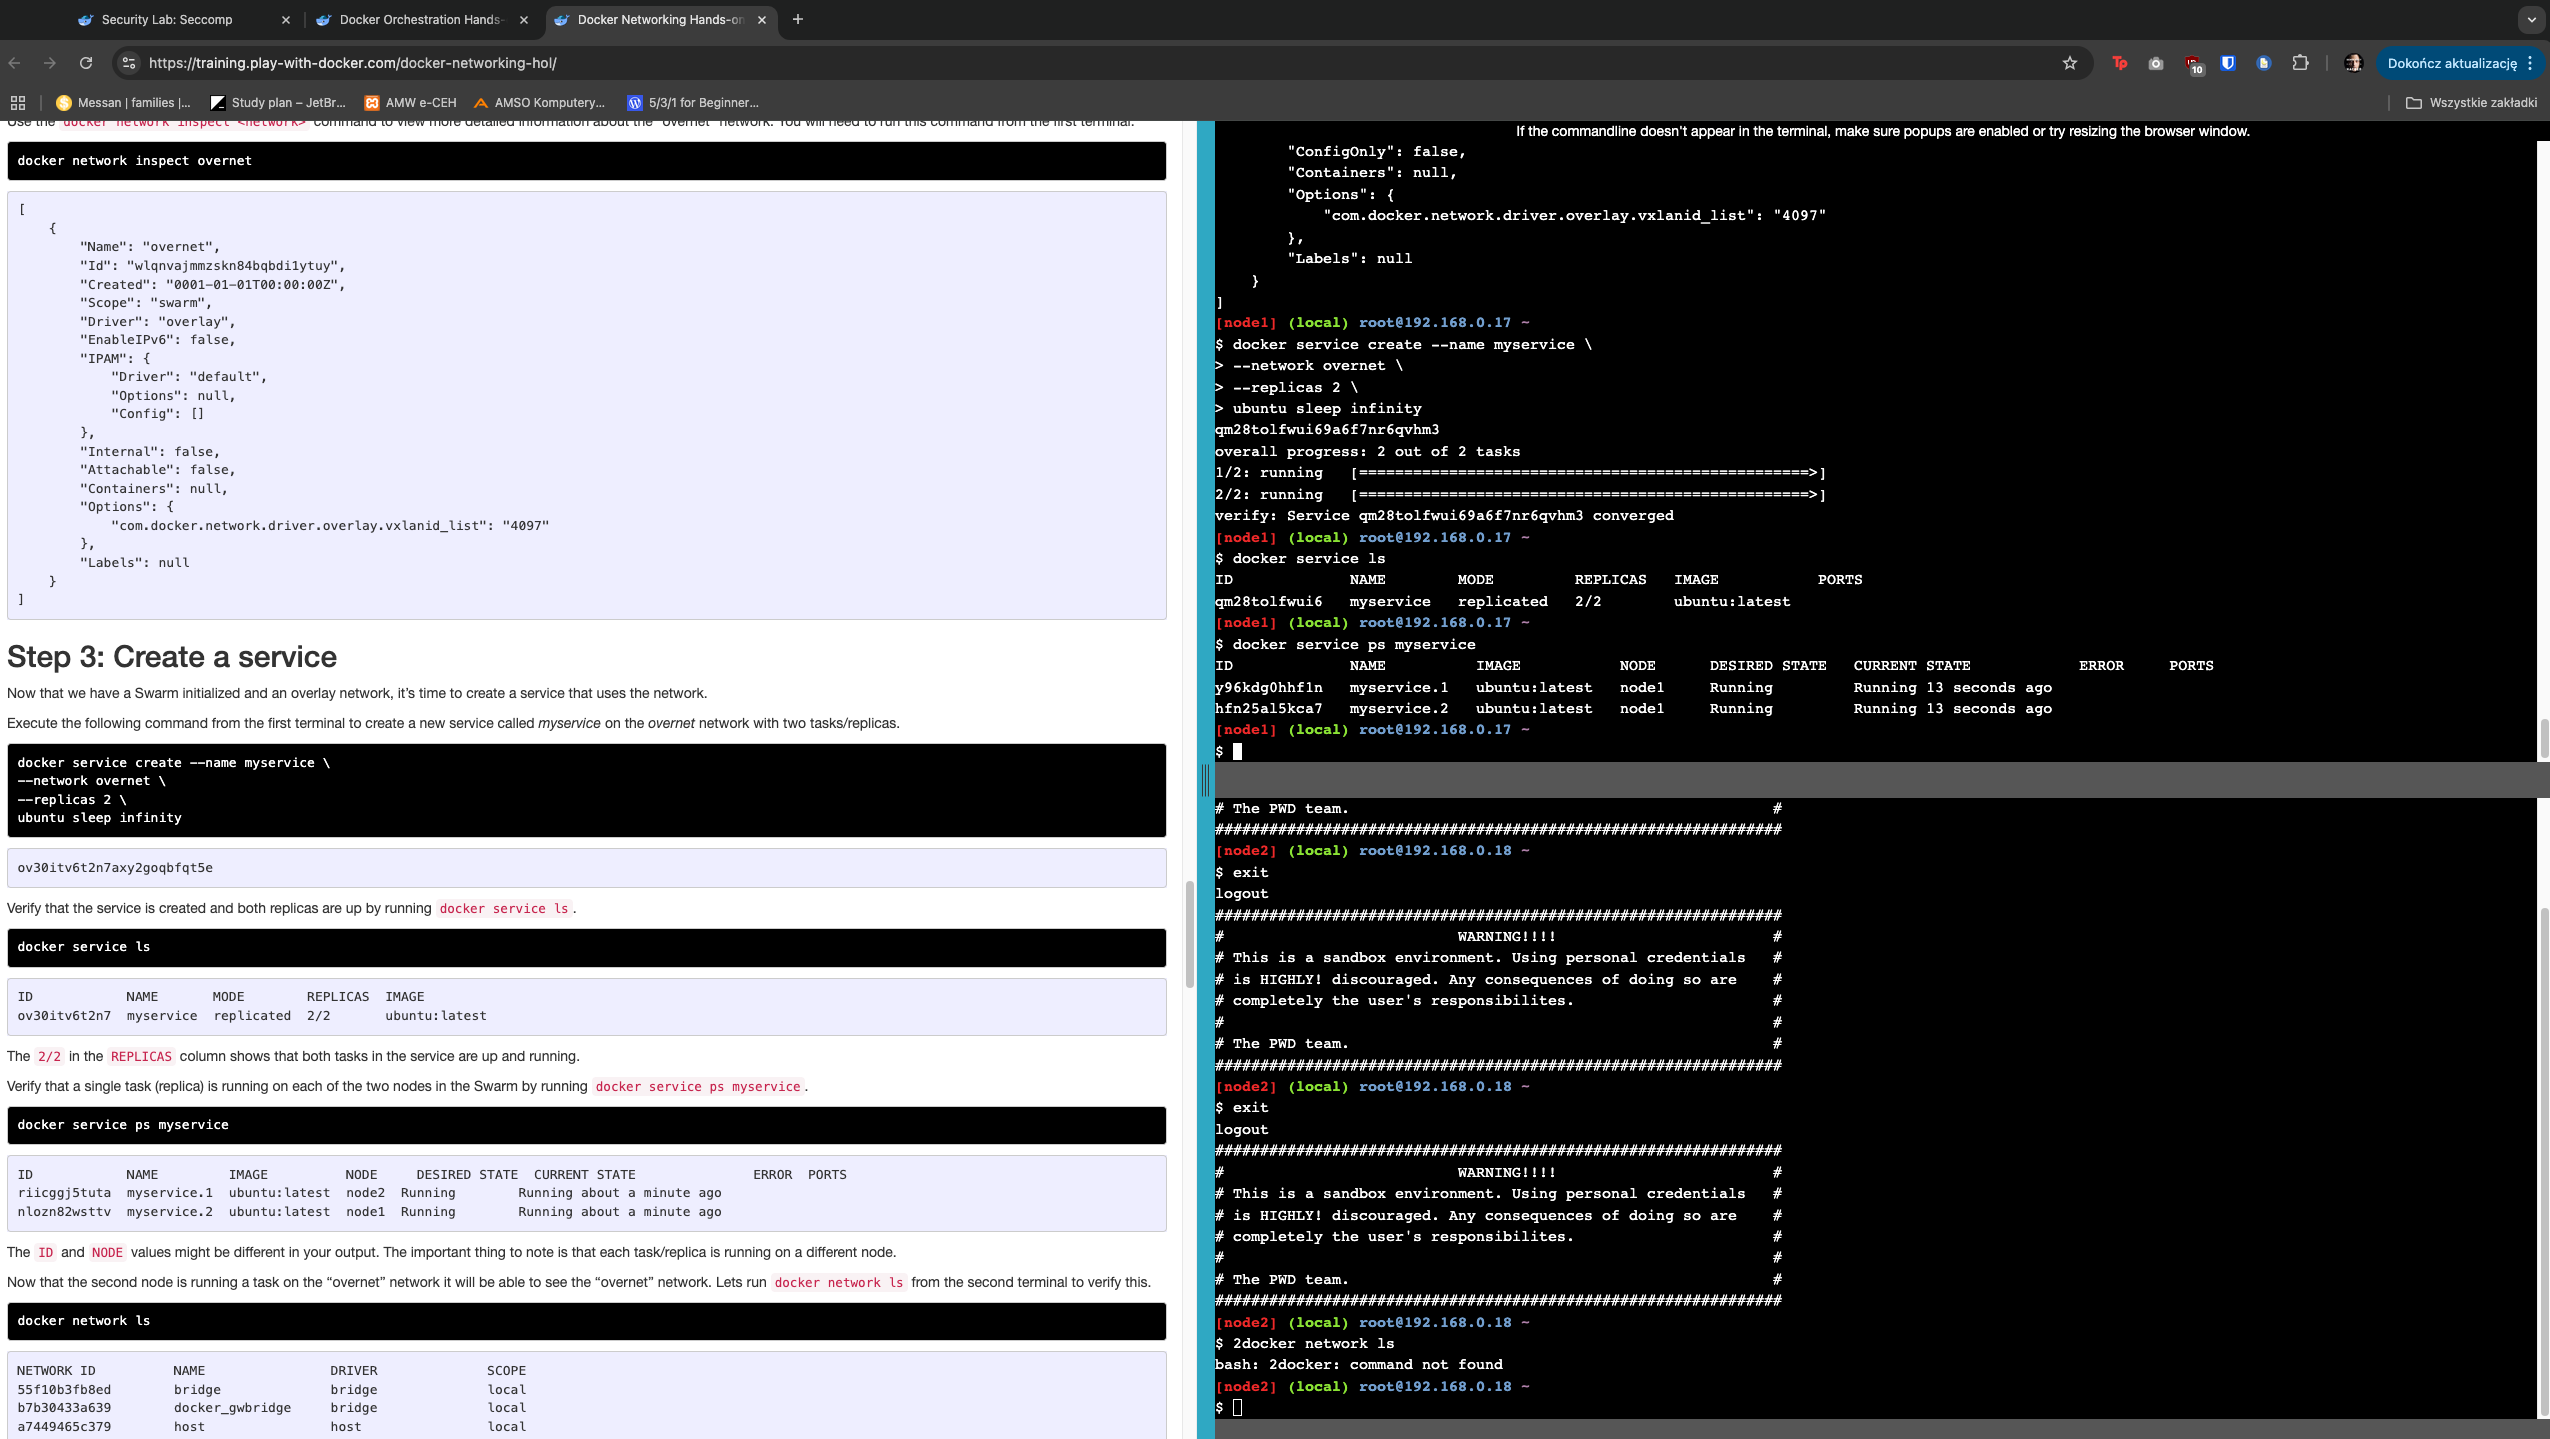 Security Lab: Seccomp
Docker Orchestration Hands-
Docker Networking Hands-on
https://training.play-with-docker.com/docker-networking-hol/
10
Dokończ aktualizację
Messan | families |...
Study plan – JetBr...
AMW e-CEH
AMSO Komputery...
5/3/1 for Beginner...
Wszystkie zakładki
Use the docker network inspect <network> command to view more detailed information about the "overnet" network. You will need to run this command from the first terminal.
docker network inspect overnet
[
    {
        "Name": "overnet",
        "Id": "wlqnvajmmzskn84bqbdi1ytuy",
        "Created": "0001-01-01T00:00:00Z",
        "Scope": "swarm",
        "Driver": "overlay",
        "EnableIPv6": false,
        "IPAM": {
            "Driver": "default",
            "Options": null,
            "Config": []
        },
        "Internal": false,
        "Attachable": false,
        "Containers": null,
        "Options": {
            "com.docker.network.driver.overlay.vxlanid_list": "4097"
        },
        "Labels": null
    }
]
Step 3: Create a service
Now that we have a Swarm initialized and an overlay network, it's time to create a service that uses the network.
Execute the following command from the first terminal to create a new service called myservice on the overnet network with two tasks/replicas.
docker service create --name myservice \
--network overnet \
--replicas 2 \
ubuntu sleep infinity
ov30itv6t2n7axy2goqbfqt5e
Verify that the service is created and both replicas are up by running docker service ls.
docker service ls
ID            NAME       MODE        REPLICAS  IMAGE
ov30itv6t2n7  myservice  replicated  2/2       ubuntu:latest
The 2/2 in the REPLICAS column shows that both tasks in the service are up and running.
Verify that a single task (replica) is running on each of the two nodes in the Swarm by running docker service ps myservice.
docker service ps myservice
ID            NAME         IMAGE          NODE    DESIRED STATE  CURRENT STATE               ERROR  PORTS
riicggj5tuta  myservice.1  ubuntu:latest  node2  Running        Running about a minute ago
nlozn82wsttv  myservice.2  ubuntu:latest  node1  Running        Running about a minute ago
The ID and NODE values might be different in your output. The important thing to note is that each task/replica is running on a different node.
Now that the second node is running a task on the “overnet” network it will be able to see the “overnet” network. Lets run docker network ls from the second terminal to verify this.
docker network ls
NETWORK ID          NAME                DRIVER              SCOPE
55f10b3fb8ed        bridge              bridge              local
b7b30433a639        docker_gwbridge     bridge              local
a7449465c379        host                host                local
If the commandline doesn't appear in the terminal, make sure popups are enabled or try resizing the browser window.
        "ConfigOnly": false,
        "Containers": null,
        "Options": {
            "com.docker.network.driver.overlay.vxlanid_list": "4097"
        },
        "Labels": null
    }
]
[node1] (local) root@192.168.0.17 ~
$ docker service create --name myservice \
> --network overnet \
> --replicas 2 \
> ubuntu sleep infinity
qm28tolfwui69a6f7nr6qvhm3
overall progress: 2 out of 2 tasks
1/2: running   [==================================================>]
2/2: running   [==================================================>]
verify: Service qm28tolfwui69a6f7nr6qvhm3 converged
[node1] (local) root@192.168.0.17 ~
$ docker service ls
ID             NAME        MODE         REPLICAS   IMAGE           PORTS
qm28tolfwui6   myservice   replicated   2/2        ubuntu:latest
[node1] (local) root@192.168.0.17 ~
$ docker service ps myservice
ID             NAME          IMAGE           NODE      DESIRED STATE   CURRENT STATE            ERROR     PORTS
y96kdg0hhf1n   myservice.1   ubuntu:latest   node1     Running         Running 13 seconds ago
hfn25al5kca7   myservice.2   ubuntu:latest   node1     Running         Running 13 seconds ago
[node1] (local) root@192.168.0.17 ~
$
# The PWD team.                                               #
###############################################################
[node2] (local) root@192.168.0.18 ~
$ exit
logout
###############################################################
#                          WARNING!!!!                        #
# This is a sandbox environment. Using personal credentials   #
# is HIGHLY! discouraged. Any consequences of doing so are    #
# completely the user's responsibilites.                      #
#                                                             #
# The PWD team.                                               #
###############################################################
[node2] (local) root@192.168.0.18 ~
$ exit
logout
###############################################################
#                          WARNING!!!!                        #
# This is a sandbox environment. Using personal credentials   #
# is HIGHLY! discouraged. Any consequences of doing so are    #
# completely the user's responsibilites.                      #
#                                                             #
# The PWD team.                                               #
###############################################################
[node2] (local) root@192.168.0.18 ~
$ 2docker network ls
bash: 2docker: command not found
[node2] (local) root@192.168.0.18 ~
$